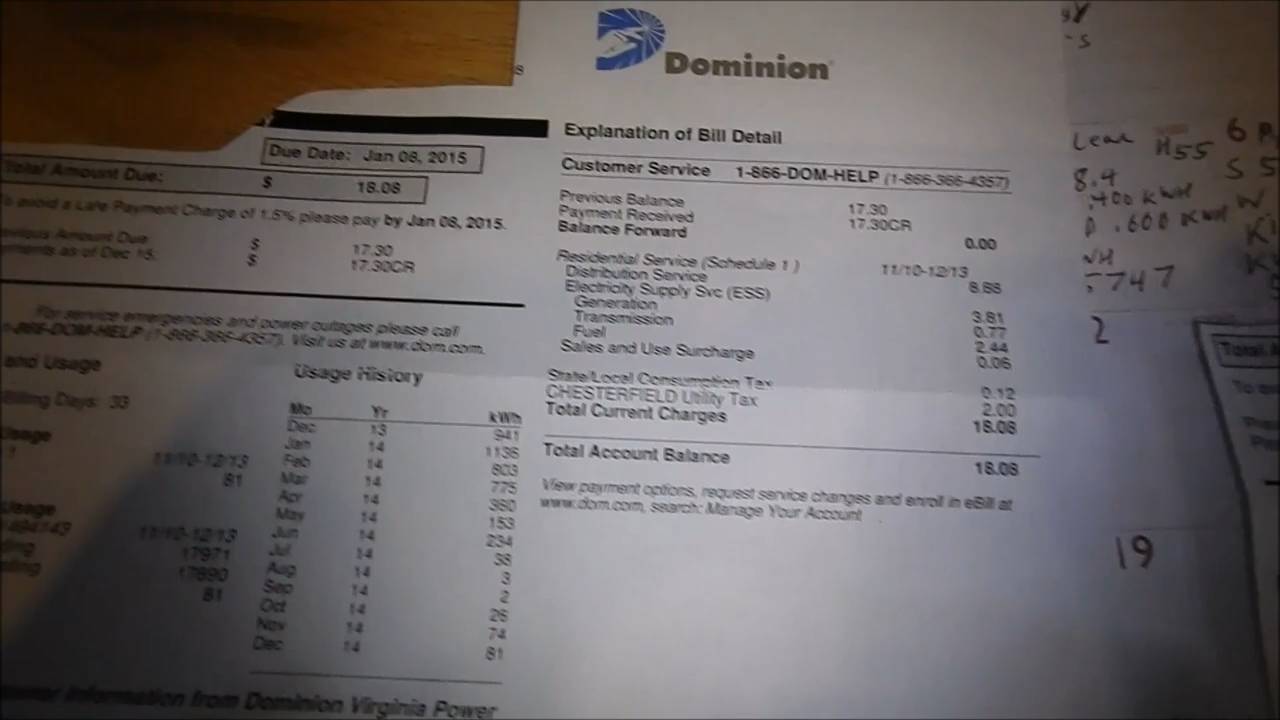 Dominion
Due Date: Jan 08, 2015
Total Amount Due: $ 18.08
To avoid a Late Payment Charge of 1.5% please pay by Jan 08, 2015.
vious Amount Due $ 17.30
ments as of Dec 15: $ 17.30CR
For service emergencies and power outages please call
-866-DOM-HELP (1-866-366-4357). Visit us at www.dom.com.
and Usage
Billing Days: 33
Usage
11/10-12/13
81
Usage
11/10-12/13
17971
17890
81
Usage History
Mo Yr kWh
Dec 13 941
Jan 14 1136
Feb 14 803
Mar 14 775
Apr 14 360
May 14 153
Jun 14 234
Jul 14 38
Aug 14 3
Sep 14 2
Oct 14 26
Nov 14 74
Dec 14 81
Information from Dominion Virginia Power
Explanation of Bill Detail
Customer Service 1-866-DOM-HELP (1-866-366-4357)
Previous Balance 17.30
Payment Received 17.30CR
Balance Forward 0.00
Residential Service (Schedule 1) 11/10-12/13
Distribution Service 8.88
Electricity Supply Svc (ESS)
Generation 3.81
Transmission 0.77
Fuel 2.44
Sales and Use Surcharge 0.06
State/Local Consumption Tax 0.12
CHESTERFIELD Utility Tax 2.00
Total Current Charges 18.08
Total Account Balance 18.08
View payment options, request service changes and enroll in eBill at
www.dom.com, search: Manage Your Account
8.4
.400 KWH
.600 KWH
2
19